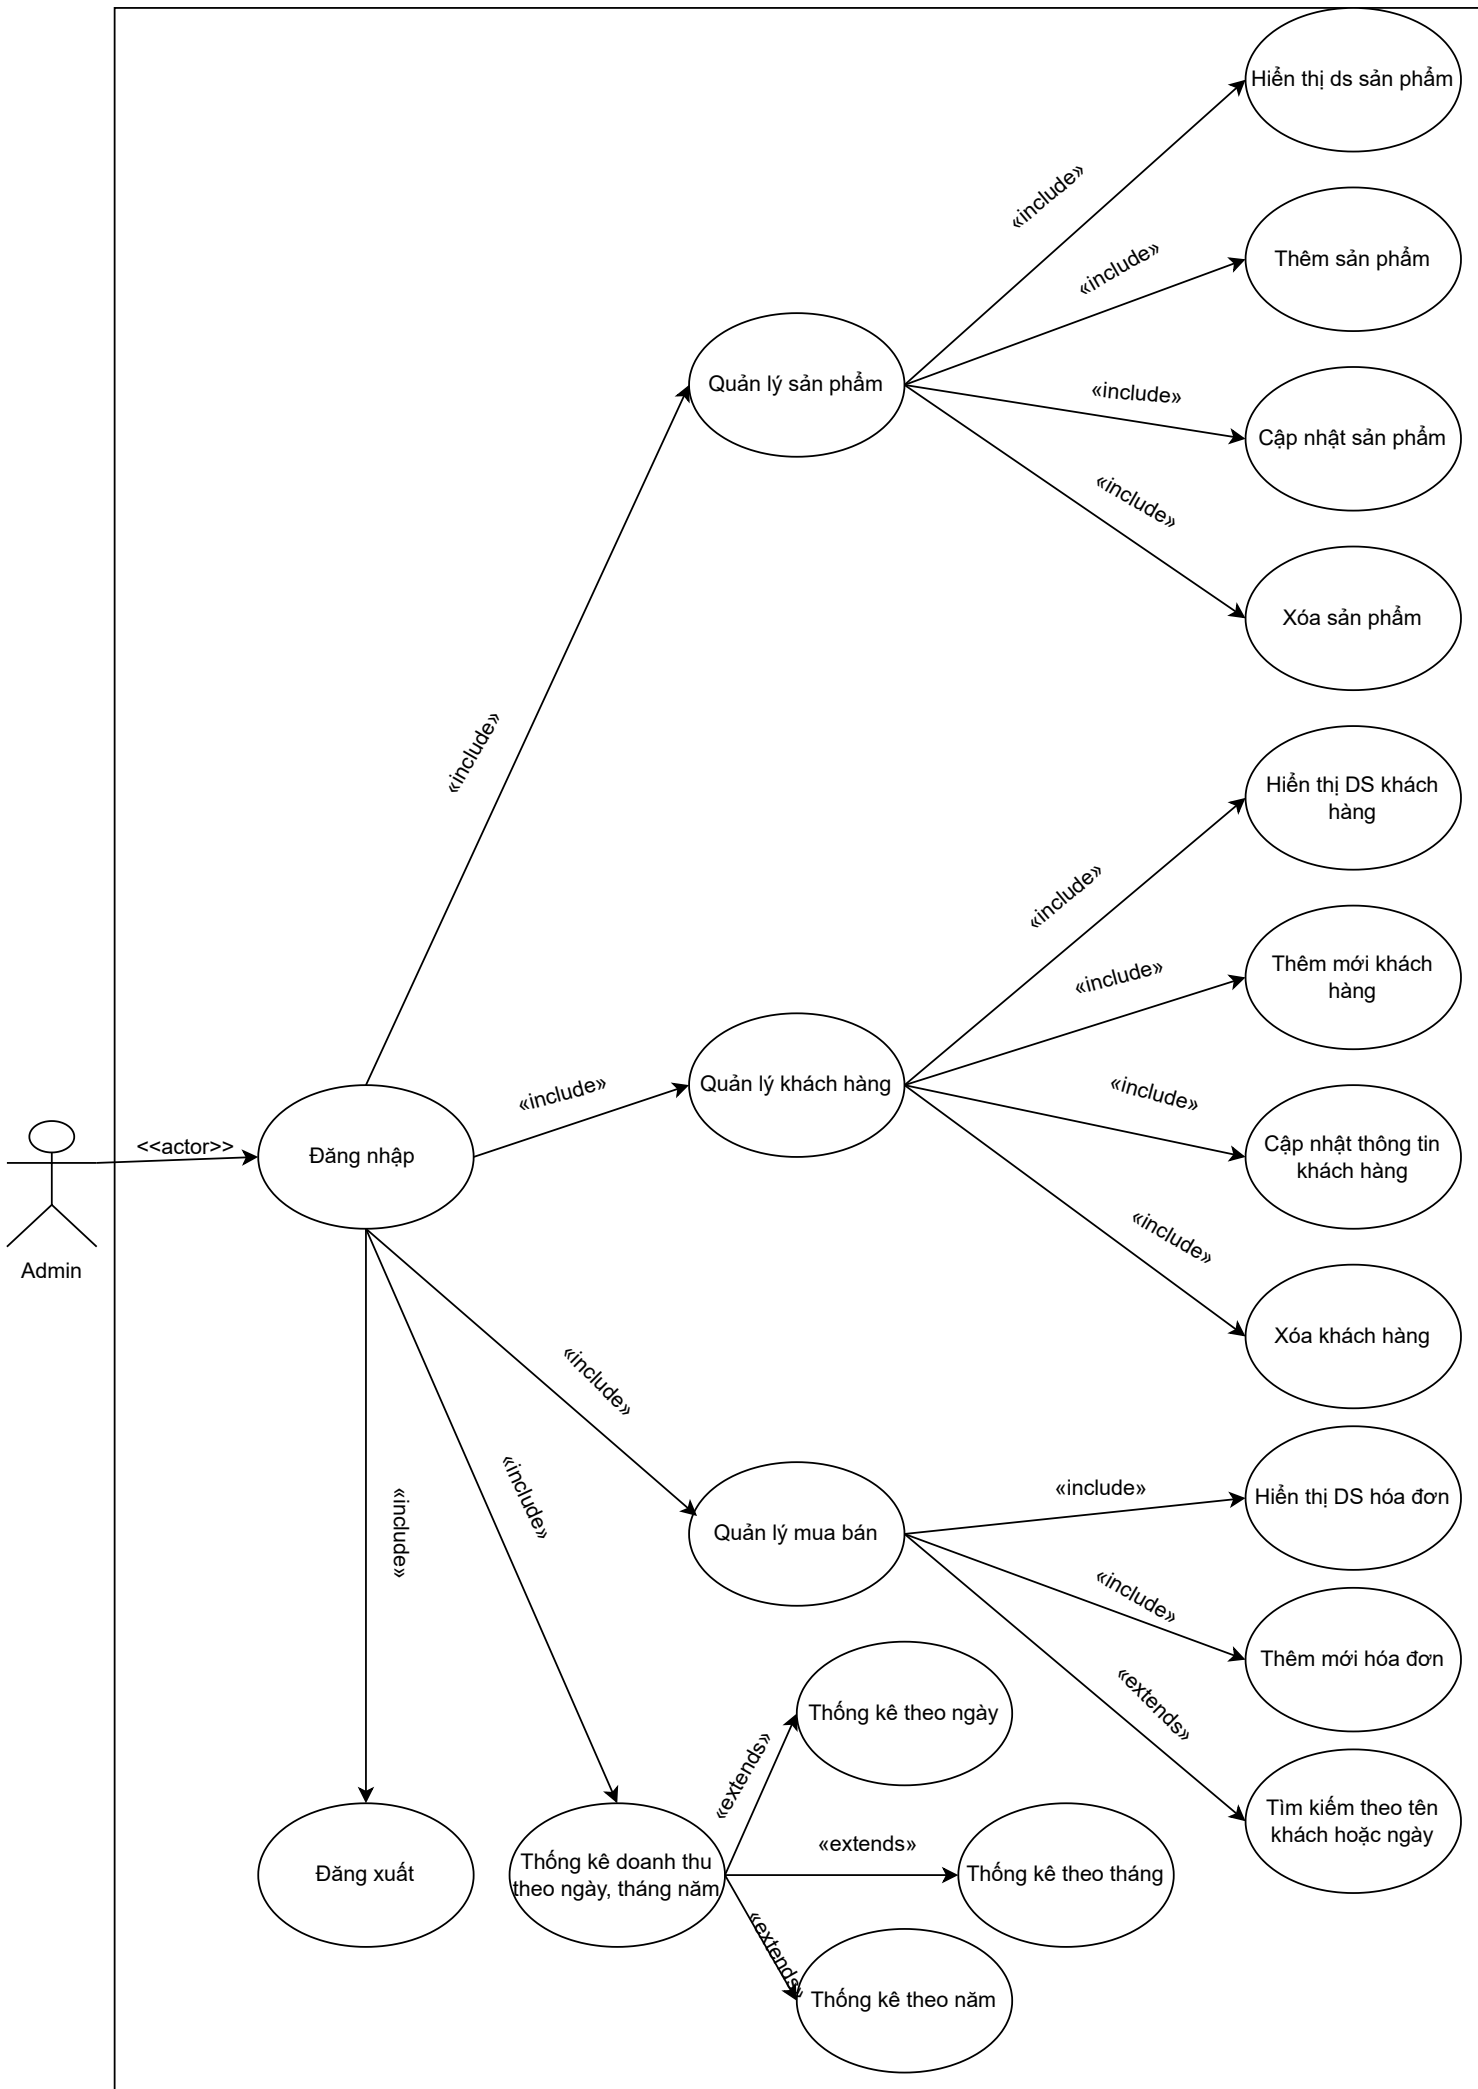 Hiển thị ds sản phẩm
«include»
Thêm sản phẩm
«include»
Quản lý sản phẩm
«include»
Cập nhật sản phẩm
«include»
Xóa sản phẩm
«include»
Hiển thị DS khách
hàng
«include»
Thêm mới khách
hàng
«include»
Quản lý khách hàng
«include»
«include»
Cập nhật thông tin
khách hàng
<<actor>>
Đăng nhập
Admin
«include»
Xóa khách hàng
«include»
«include»
«include»
«include»
Hiển thị DS hóa đơn
Quản lý mua bán
«include»
Thêm mới hóa đơn
«extends»
Thống kê theo ngày
«extends»
Tìm kiếm theo tên
khách hoặc ngày
«extends»
Đăng xuất
Thống kê doanh thu
theo ngày, tháng năm
Thống kê theo tháng
«extends»
Thống kê theo năm